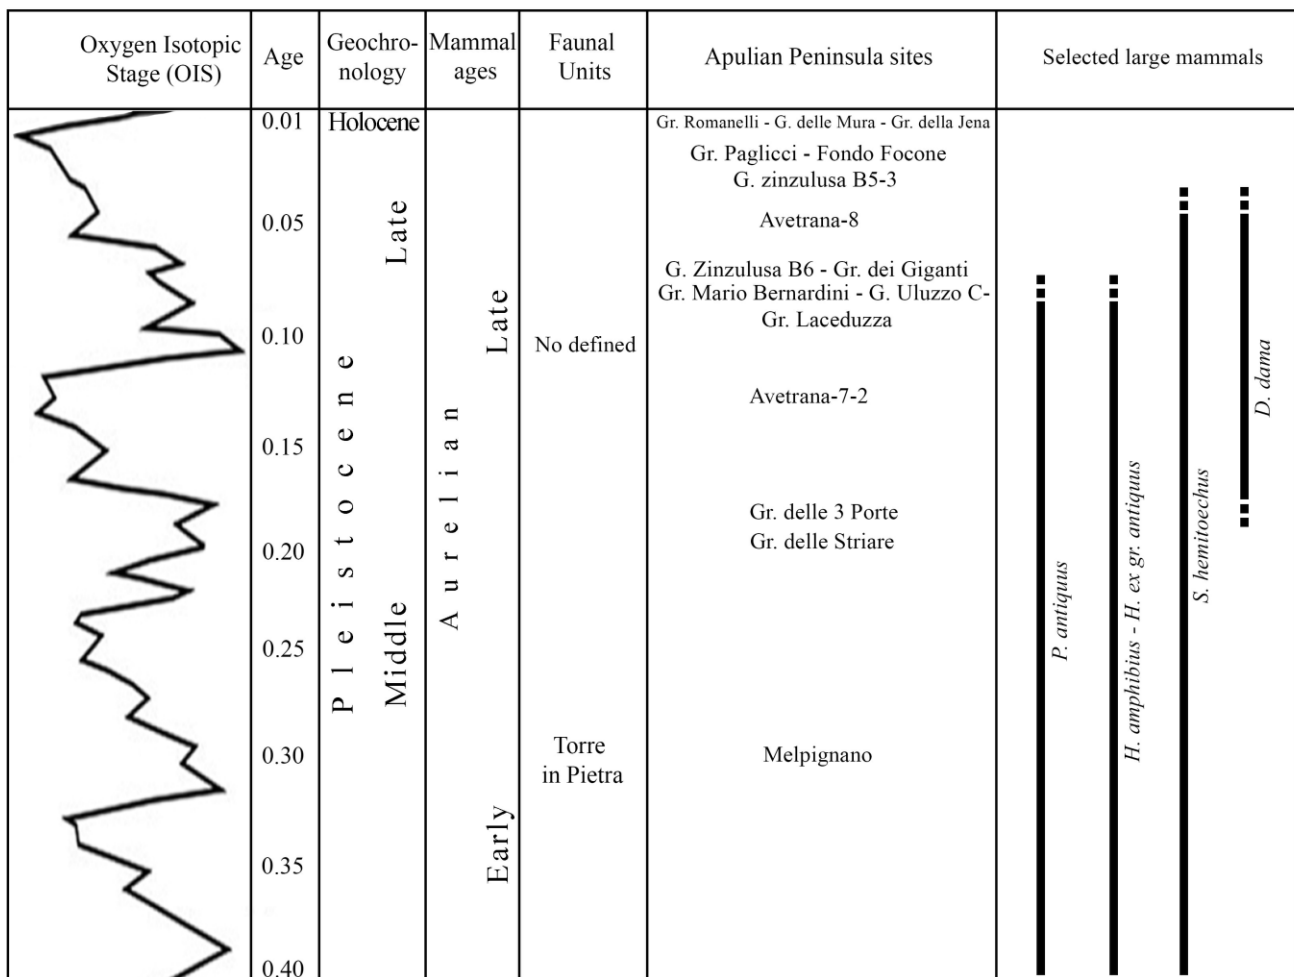 Oxygen Isotopic
Stage (OIS)
Age
Geochro-
nology
Mammal
ages
Faunal
Units
Apulian Peninsula sites
Selected large mammals
0.01
0.05
0.10
0.15
0.20
0.25
0.30
0.35
0.40
Holocene
Pleistocene
Late
Middle
Aurelian
Late
Early
No defined
Torre
in Pietra
Gr. Romanelli - G. delle Mura - Gr. della Jena
Gr. Paglicci - Fondo Focone
G. zinzulusa B5-3
Avetrana-8
G. Zinzulusa B6 - Gr. dei Giganti
Gr. Mario Bernardini - G. Uluzzo C-
Gr. Laceduzza
Avetrana-7-2
Gr. delle 3 Porte
Gr. delle Striare
Melpignano
P. antiquus
H. amphibius - H. ex gr. antiquus
S. hemitoechus
D. dama